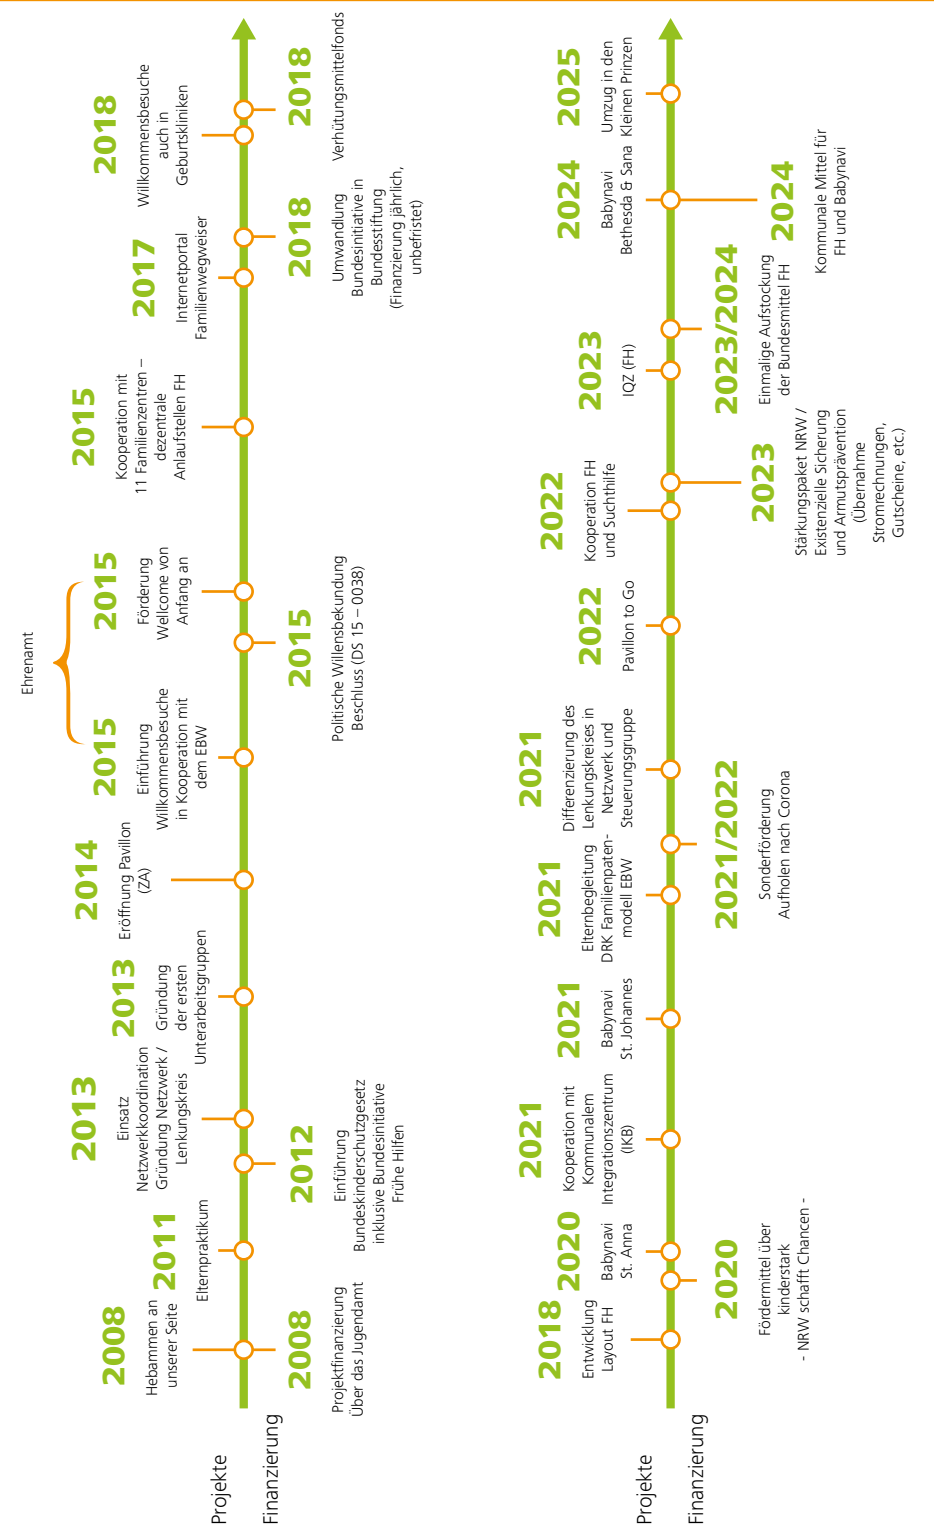 Ehrenamt
Projekte
2008
Hebammen an
unserer Seite
2011
Elternpraktikum
2013
Einsatz
Netzwerkkoordination
Gründung Netzwerk /
Lenkungskreis
2013
Gründung
der ersten
Unterarbeitsgruppen
2014
Eröffnung Pavillon
(ZA)
2015
Einführung
Willkommensbesuche
in Kooperation mit
dem EBW
2015
Förderung
Wellcome von
Anfang an
2015
Kooperation mit
11 Familienzentren –
dezentrale
Anlaufstellen FH
2017
Internetportal
Familienwegweiser
2018
Willkommensbesuche
auch in
Geburtskliniken
Finanzierung
2008
Projektfinanzierung
Über das Jugendamt
2012
Einführung
Bundeskinderschutzgesetz
inklusive Bundesinitiative
Frühe Hilfen
2015
Politische Willensbekundung
Beschluss (DS 15 – 0038)
2018
Umwandlung
Bundesinitiative in
Bundesstiftung
(Finanzierung jährlich,
unbefristet)
2018
Verhütungsmittelfonds
Projekte
2018
Entwicklung
Layout FH
2020
Babynavi
St. Anna
2021
Kooperation mit
Kommunalem
Integrationszentrum
(IKB)
2021
Babynavi
St. Johannes
2021
Elternbegleitung
DRK Familienpaten-
modell EBW
2021
Differenzierung des
Lenkungskreises in
Netzwerk und
Steuerungsgruppe
2022
Pavillon to Go
2022
Kooperation FH
und Suchthilfe
2023
IQZ (FH)
2024
Babynavi
Bethesda & Sana
2025
Umzug in den
Kleinen Prinzen
Finanzierung
2020
Fördermittel über
kinderstark
- NRW schafft Chancen -
2021/2022
Sonderförderung
Aufholen nach Corona
2023
Stärkungspaket NRW /
Existenzielle Sicherung
und Armutsprävention
(Übernahme
Stromrechnungen,
Gutscheine, etc.)
2023/2024
Einmalige Aufstockung
der Bundesmittel FH
2024
Kommunale Mittel für
FH und Babynavi